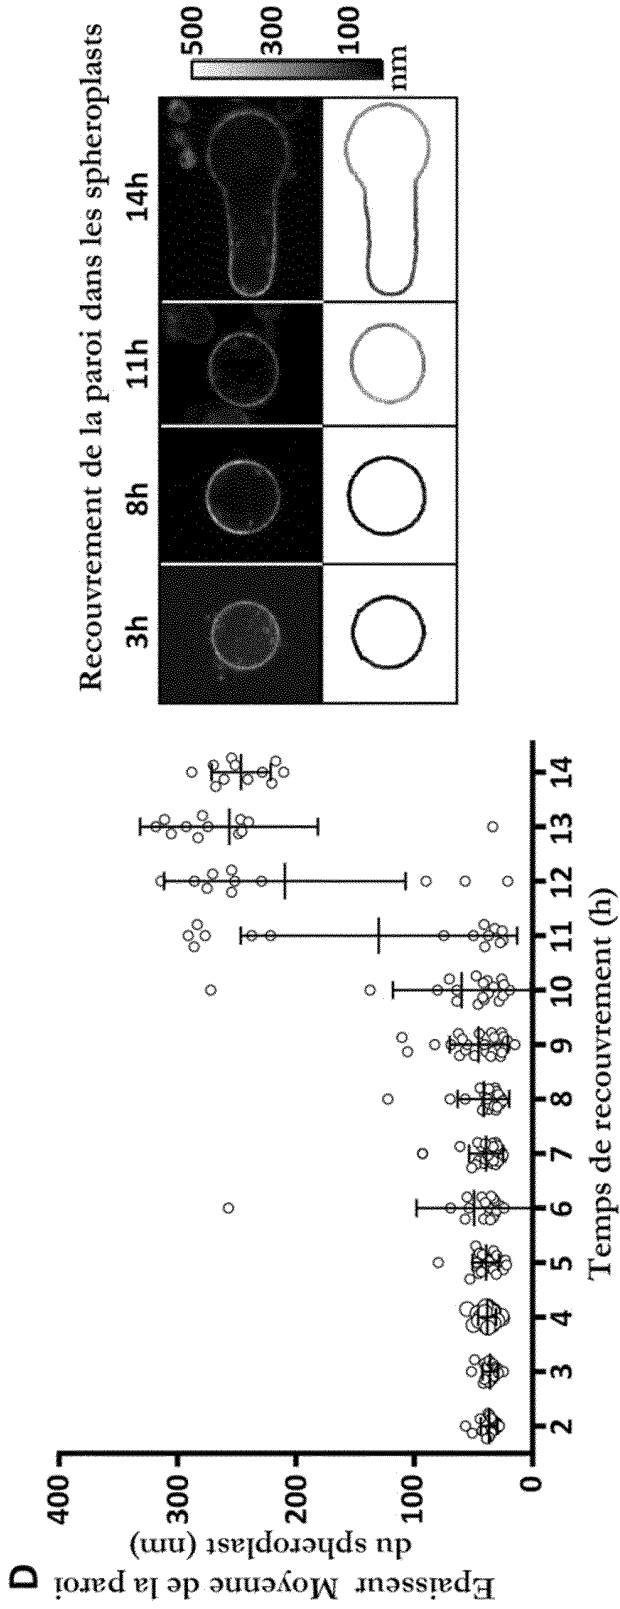 D
Epaisseur Moyenne de la paroi
du spheroplast (nm)
400
300
200
100
0
2 3 4 5 6 7 8 9 10 11 12 13 14
Temps de recouvrement (h)
Recouvrement de la paroi dans les spheroplasts
3h 8h 11h 14h
500
300
100
nm